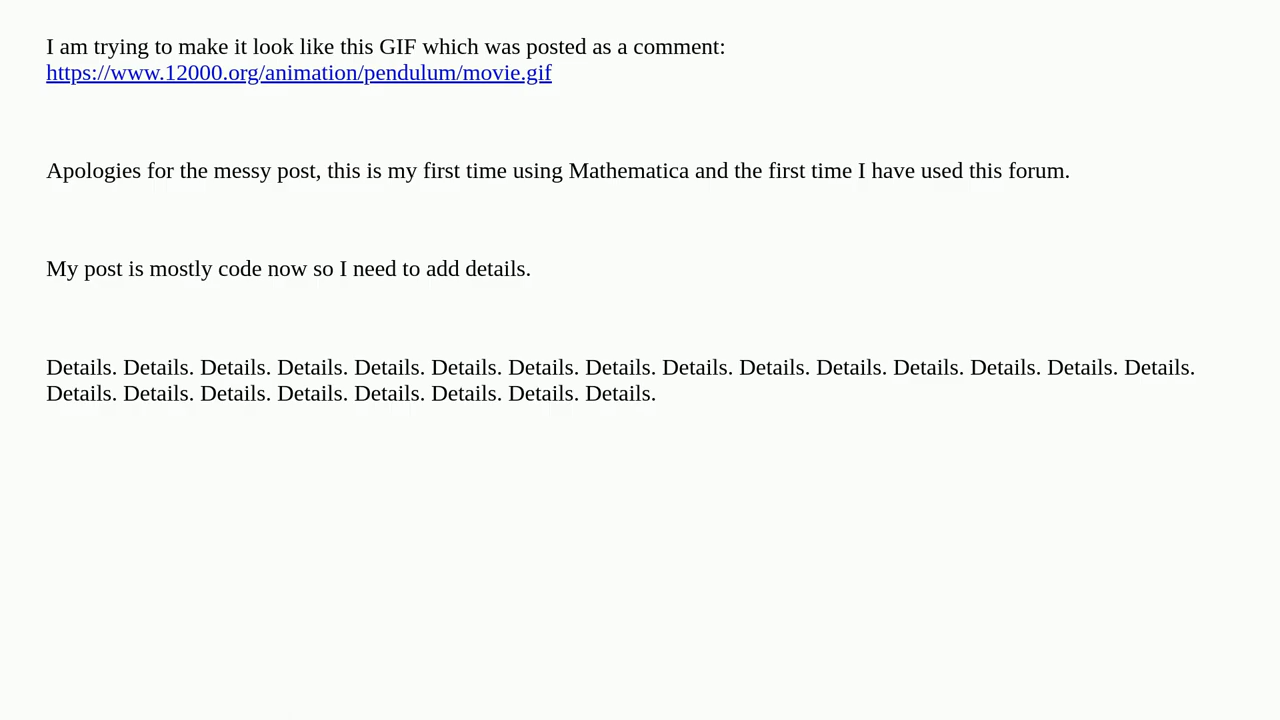 I am trying to make it look like this GIF which was posted as a comment:
https://www.12000.org/animation/pendulum/movie.gif
Apologies for the messy post, this is my first time using Mathematica and the first time I have used this forum.
My post is mostly code now so I need to add details.
Details. Details. Details. Details. Details. Details. Details. Details. Details. Details. Details. Details. Details. Details. Details.
Details. Details. Details. Details. Details. Details. Details. Details.